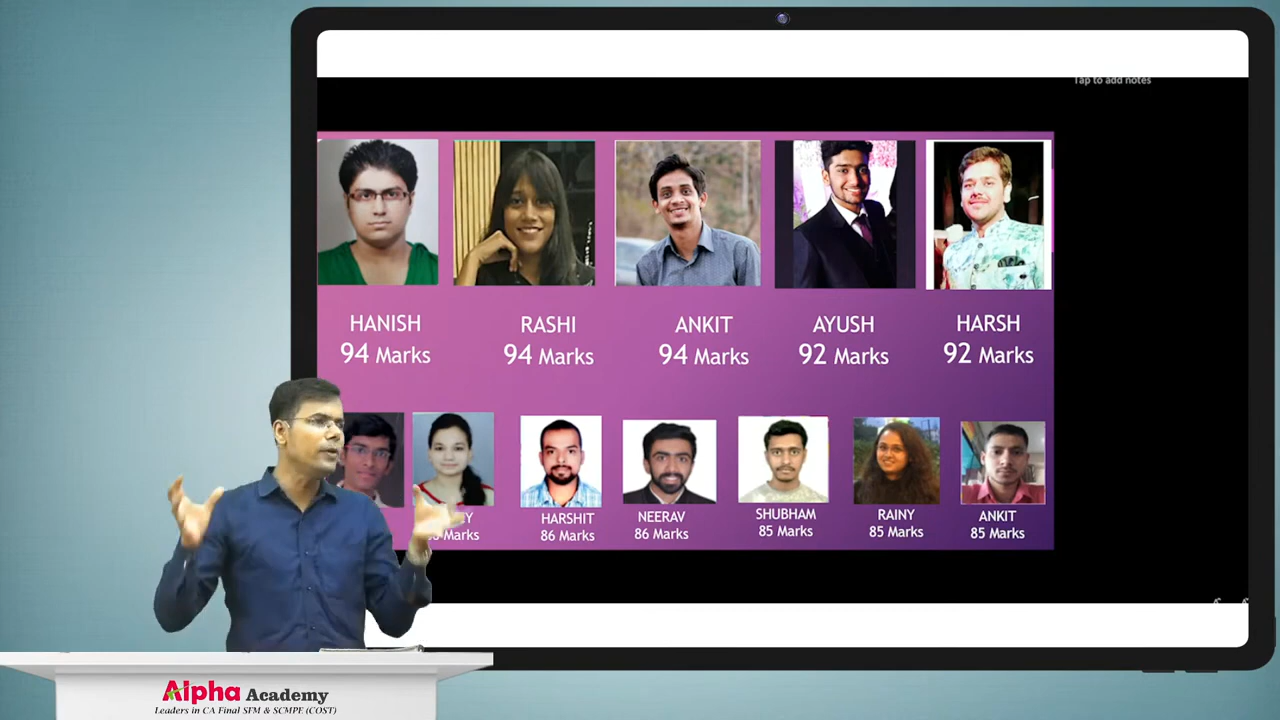 Tap to add notes
HANISH
94 Marks
RASHI
94 Marks
ANKIT
94 Marks
AYUSH
92 Marks
HARSH
92 Marks
Marks
HARSHIT
86 Marks
NEERAV
86 Marks
SHUBHAM
85 Marks
RAINY
85 Marks
ANKIT
85 Marks
Alpha Academy
Leaders in CA Final SFM & SCMPE (COST)